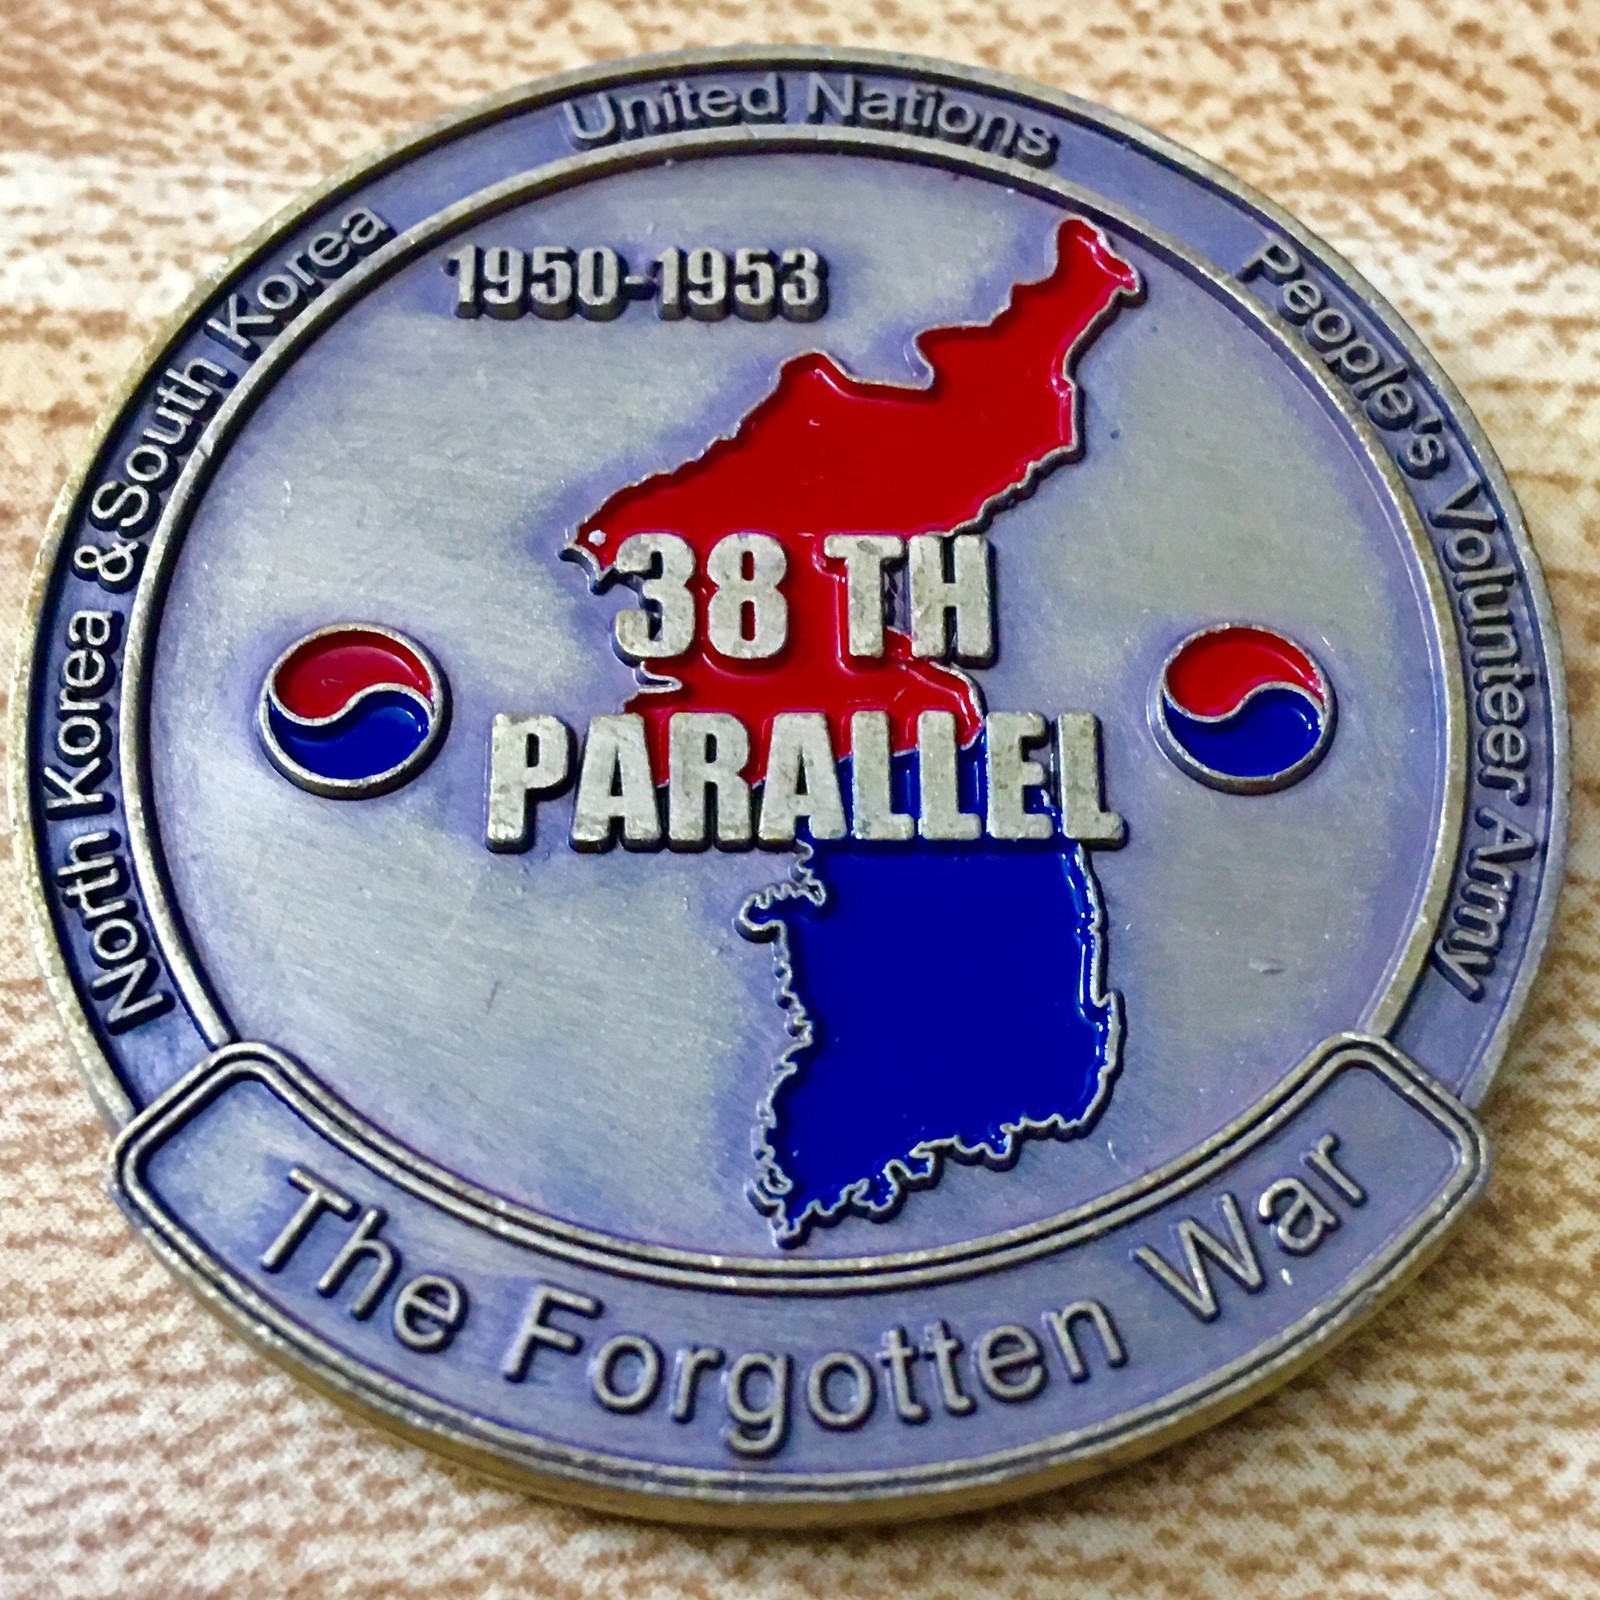 United Nations
North Korea & South Korea
People's Volunteer Army
1950-1953
38 TH
PARALLEL
The Forgotten War